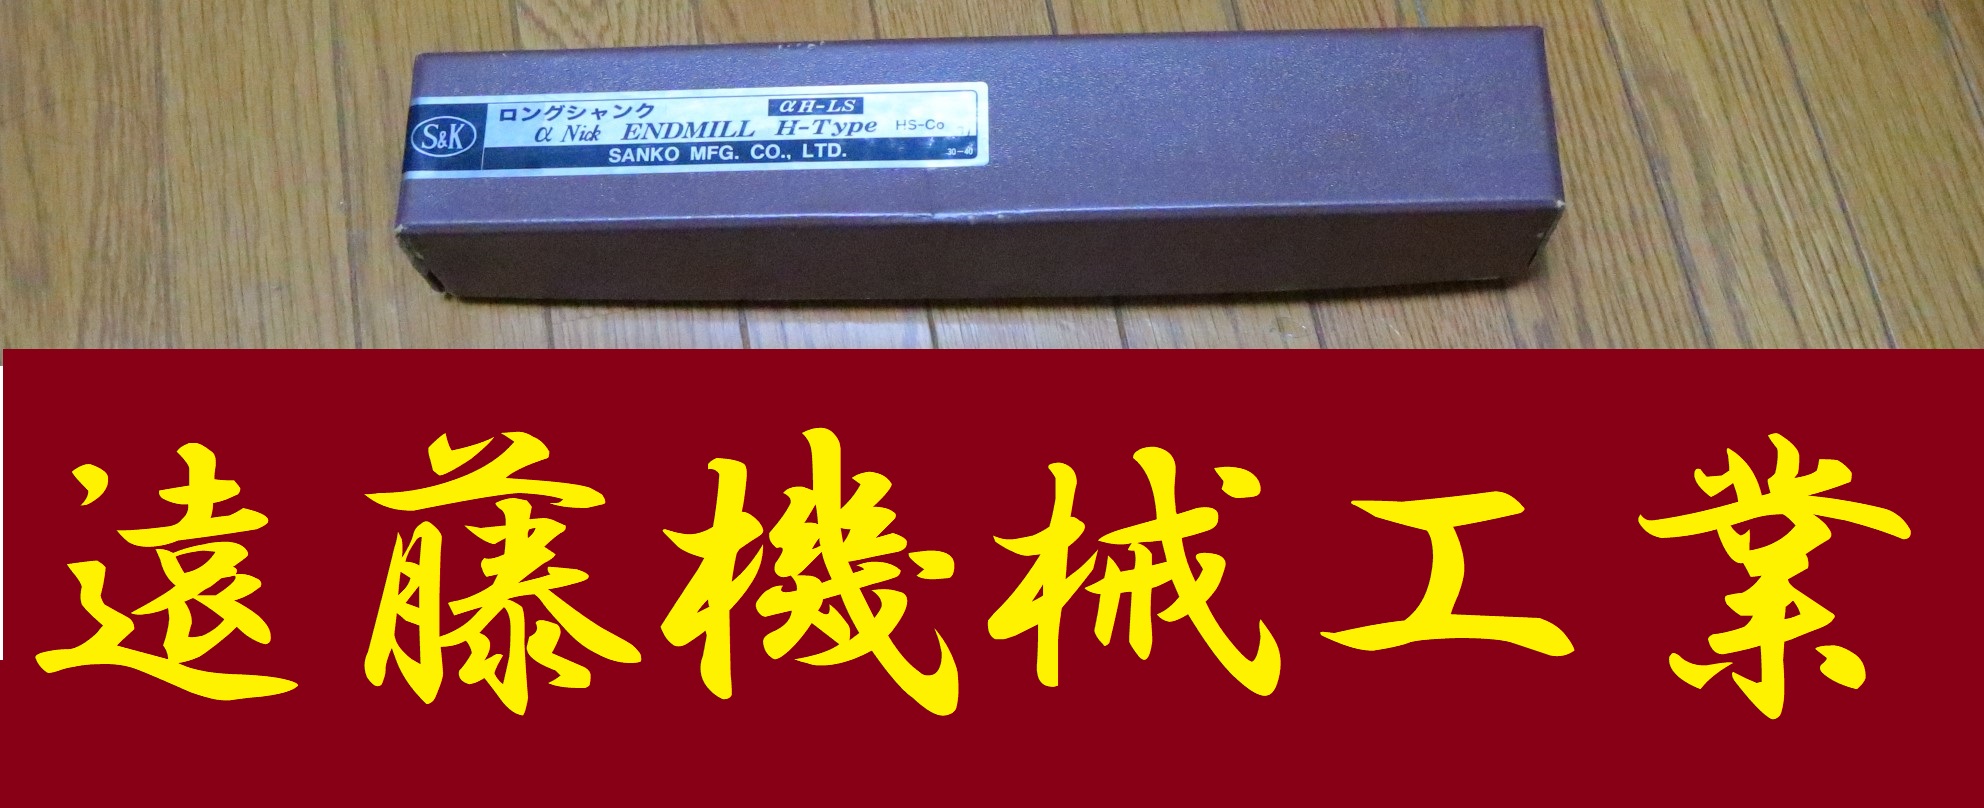 S&K
ロングシャンク αH-LS
α Nick ENDMILL H-Type HS-Co
SANKO MFG. CO., LTD. 30-40
遠藤機械工業